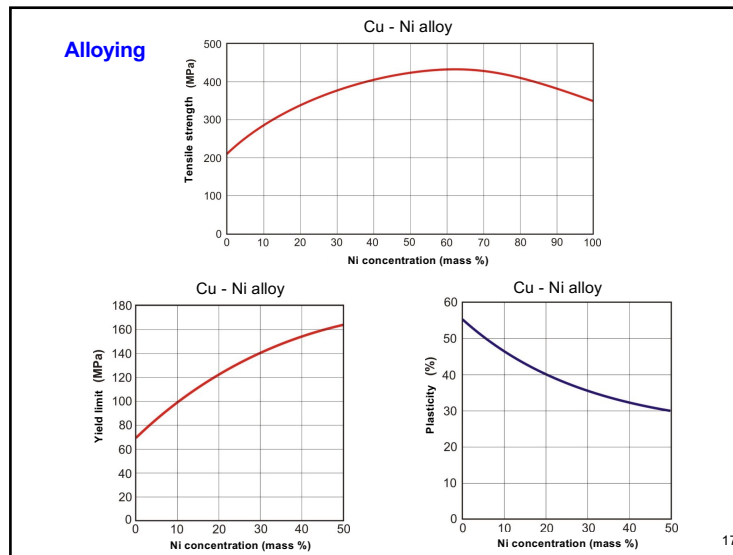 Alloying
Cu - Ni alloy
Tensile strength (MPa)
500
400
300
200
100
0
0 10 20 30 40 50 60 70 80 90 100
Ni concentration (mass %)
Cu - Ni alloy
Yield limit (MPa)
180
160
140
120
100
80
60
40
20
0
0 10 20 30 40 50
Ni concentration (mass %)
Cu - Ni alloy
Plasticity (%)
60
50
40
30
20
10
0
0 10 20 30 40 50
Ni concentration (mass %)
17